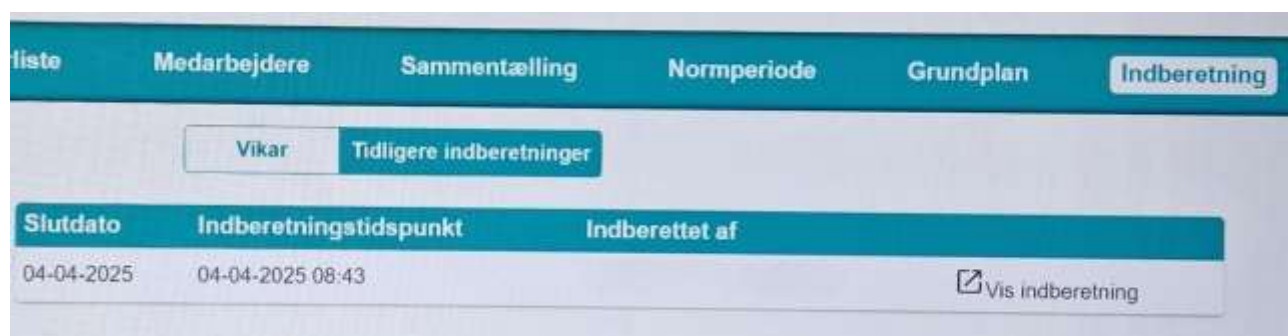 liste Medarbejdere Sammentælling Normperiode Grundplan Indberetning
Vikar Tidligere indberetninger
Slutdato Indberetningstidspunkt Indberettet af
04-04-2025 04-04-2025 08:43 Vis indberetning